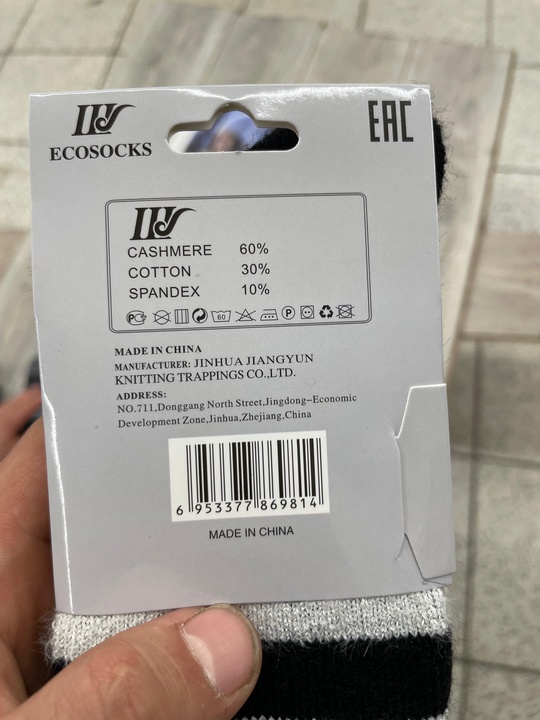 ECOSOCKS
EAC
CASHMERE 60%
COTTON 30%
SPANDEX 10%
60
MADE IN CHINA
MANUFACTURER: JINHUA JIANGYUN
KNITTING TRAPPINGS CO.,LTD.
ADDRESS:
NO.711,Donggang North Street,Jingdong-Economic
Development Zone,Jinhua,Zhejiang,China
6 953377 869814
MADE IN CHINA